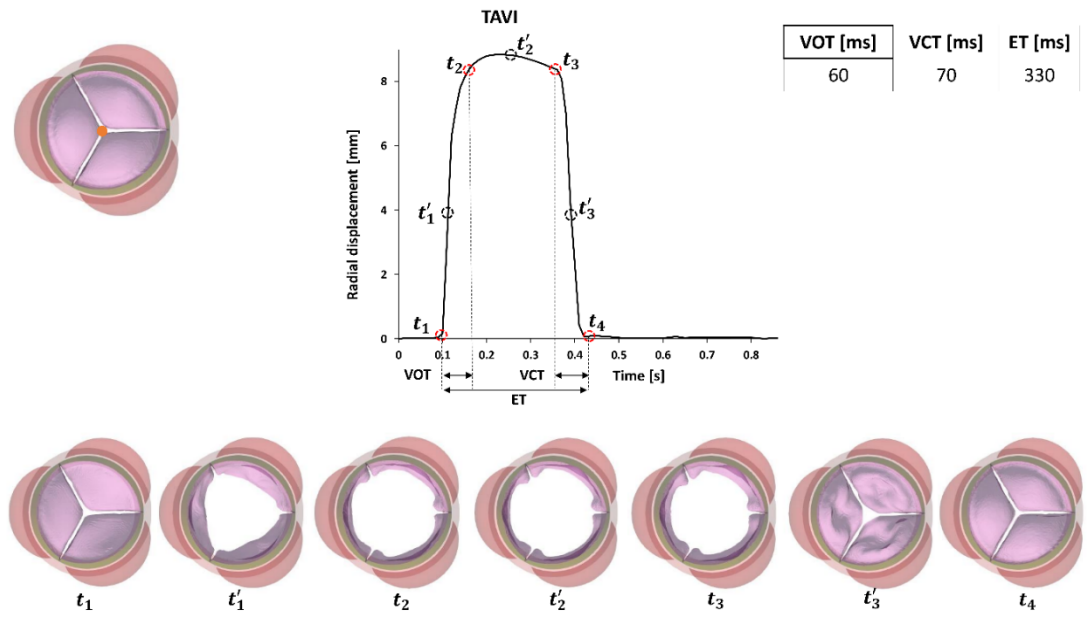 TAVI
VOT [ms] VCT [ms] ET [ms]
60 70 330
Radial displacement [mm]
8
6
4
2
0
t₁
t′₁
t₂
t′₂
t₃
t′₃
t₄
0 0.1 0.2 0.3 0.4 0.5 0.6 0.7 0.8
VOT VCT Time [s]
ET
t₁ t′₁ t₂ t′₂ t₃ t′₃ t₄